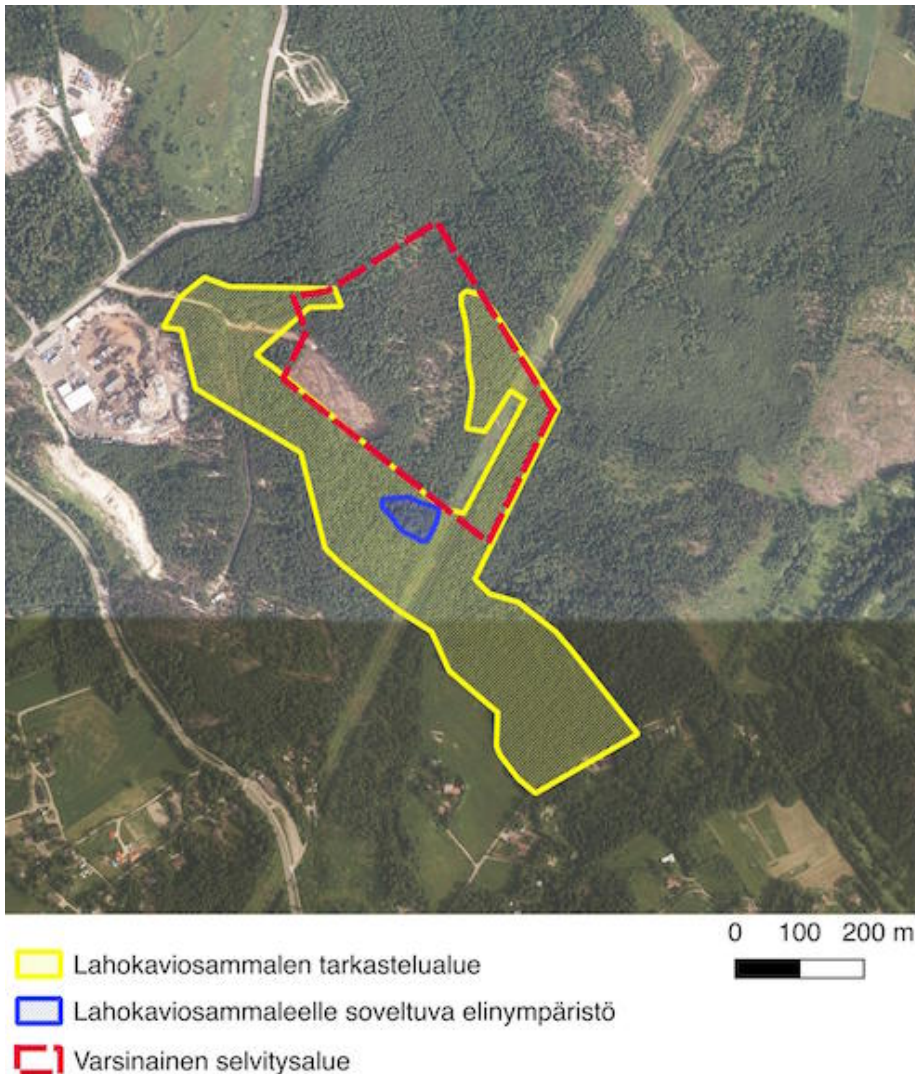 0 100 200 m
Lahokaviosammalen tarkastelualue
Lahokaviosammaleelle soveltuva elinympäristö
Varsinainen selvitysalue